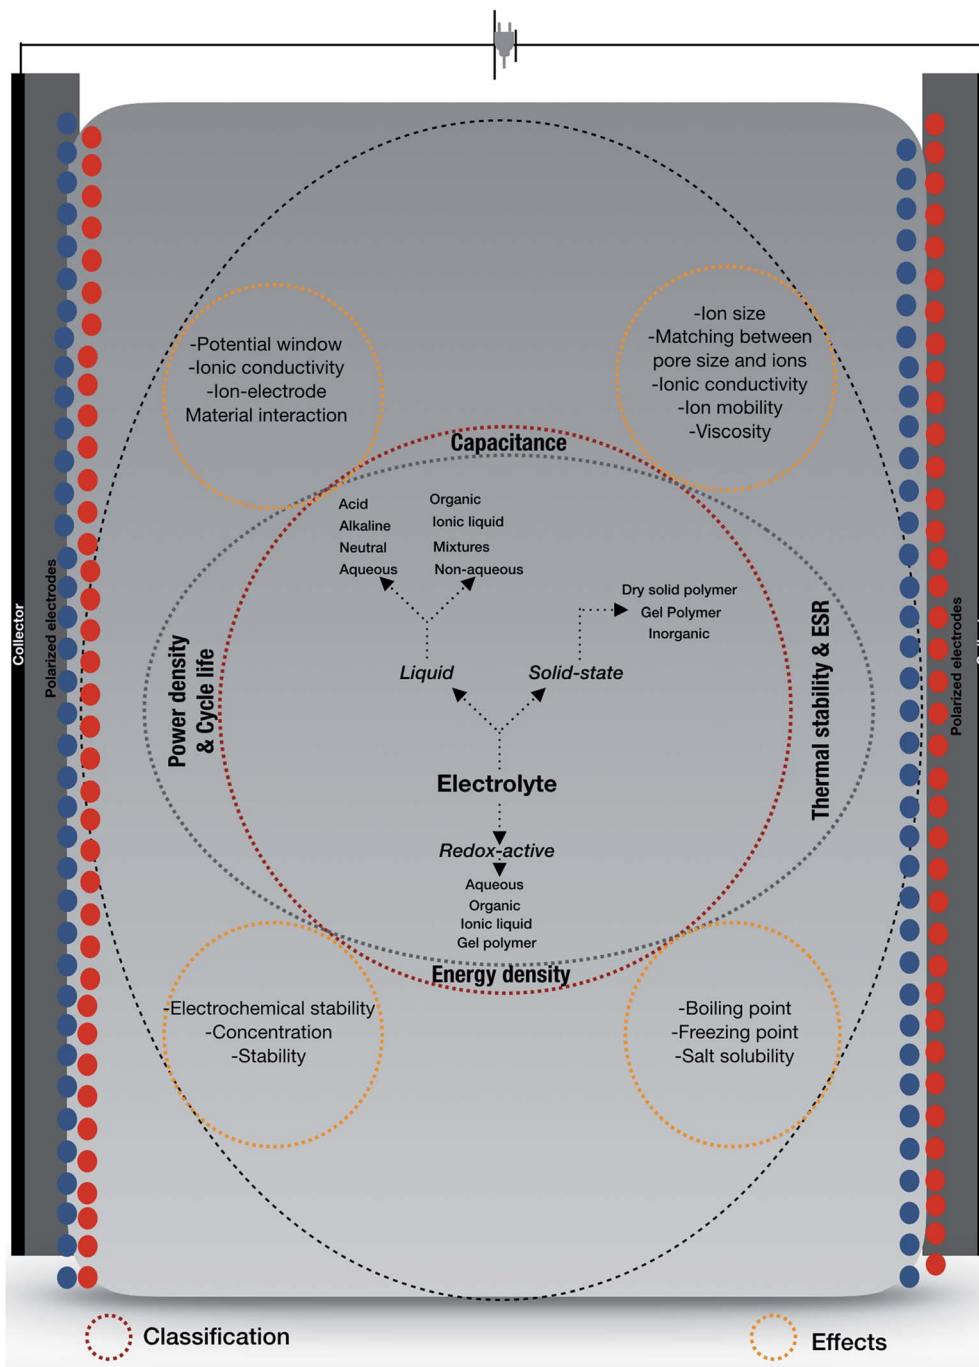 -Ion size
-Matching between
pore size and ions
-Ionic conductivity
-Ion mobility
-Viscosity
-Potential window
-Ionic conductivity
-Ion-electrode
Material interaction
Capacitance
Acid
Alkaline
Neutral
Aqueous
Organic
Ionic liquid
Mixtures
Non-aqueous
Dry solid polymer
Gel Polymer
Inorganic
Collector
Polarized electrodes
Power density
& Cycle life
Liquid
Solid-state
Thermal stability & ESR
Polarized electrodes
Electrolyte
Redox-active
Aqueous
Organic
Ionic liquid
Gel polymer
Energy density
-Electrochemical stability
-Concentration
-Stability
-Boiling point
-Freezing point
-Salt solubility
Classification
Effects